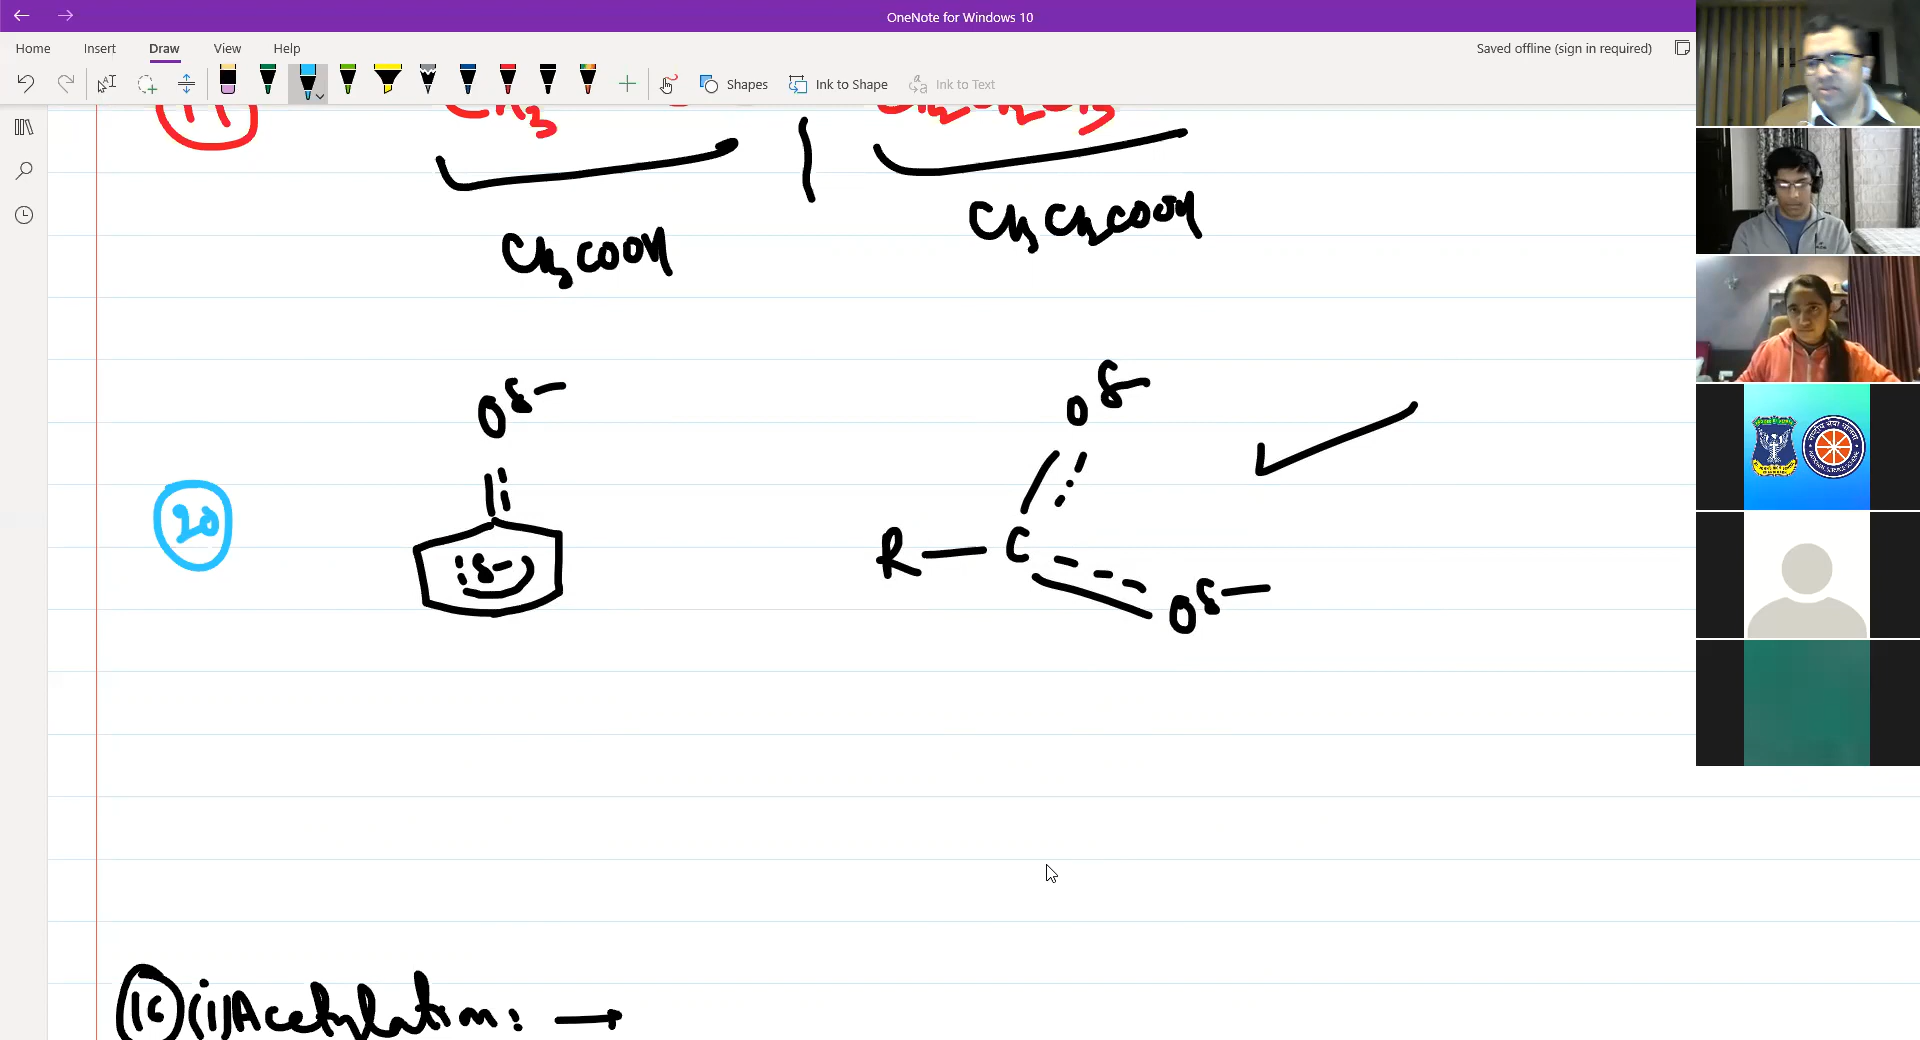 OneNote for Windows 10
Home Insert Draw View Help
Saved offline (sign in required)
Shapes Ink to Shape Ink to Text
CH3
CH3COOH
CH3CH2COOH
Oδ− Oδ−
20
δ−
R—C
Oδ−
16 (i) Acetylation: →